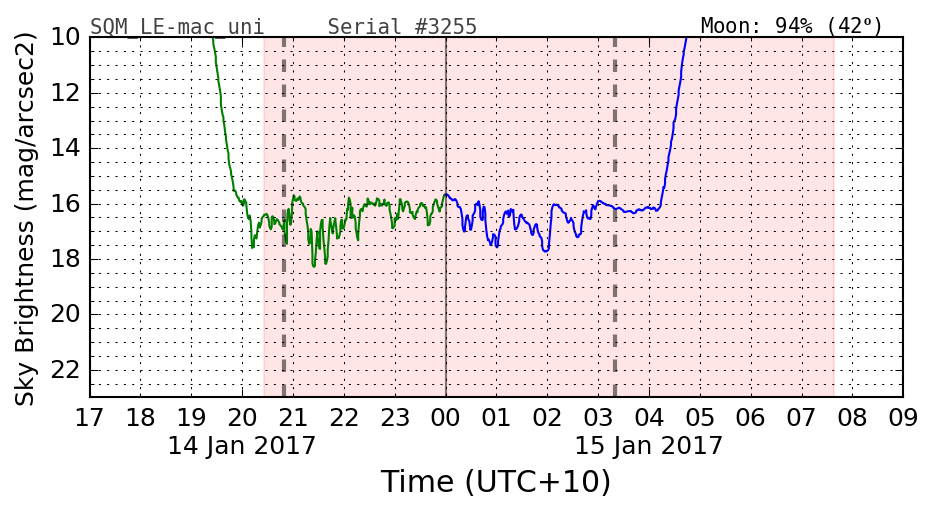 SQM_LE-mac_uni Serial #3255 Moon: 94% (42°)
Sky Brightness (mag/arcsec2)
10
12
14
16
18
20
22
17 18 19 20 21 22 23 00 01 02 03 04 05 06 07 08 09
14 Jan 2017 15 Jan 2017
Time (UTC+10)